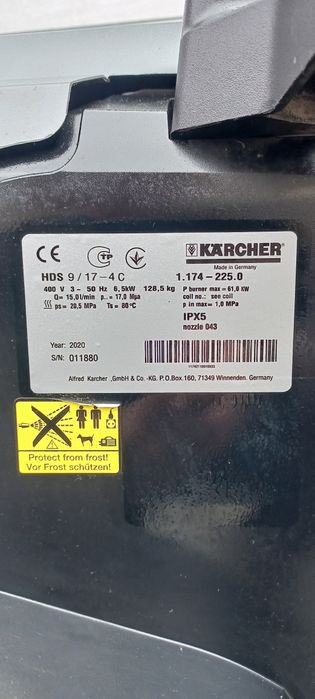 CE TP KÄRCHER
Made in Germany
HDS 9/17-4 C 1.174-225.0
400 V 3~ 50 Hz 6,5kW 128,5 kg P burner max= 61,0 KW
Q= 15,0 l/min p..= 17,0 Mpa coil no.: see coil
ps= 20,5 MPa Ts= 80°C p in max= 1,0 MPa
IPX5
nozzle 043
Year: 2020
S/N: 011880
Alfred Karcher ,GmbH & Co. -KG. P.O.Box.160, 71349 Winnenden. Germany
Protect from frost!
Vor Frost schützen!